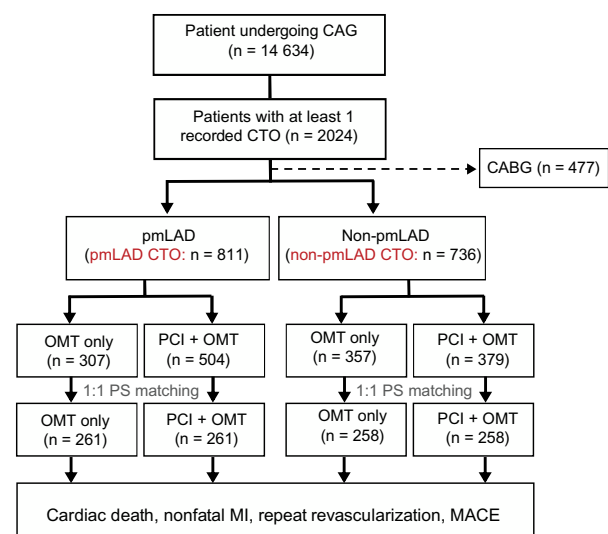 Patient undergoing CAG
(n = 14 634)
Patients with at least 1
recorded CTO (n = 2024)
CABG (n = 477)
pmLAD
(pmLAD CTO: n = 811)
Non-pmLAD
(non-pmLAD CTO: n = 736)
OMT only
(n = 307)
PCI + OMT
(n = 504)
OMT only
(n = 357)
PCI + OMT
(n = 379)
1:1 PS matching
1:1 PS matching
OMT only
(n = 261)
PCI + OMT
(n = 261)
OMT only
(n = 258)
PCI + OMT
(n = 258)
Cardiac death, nonfatal MI, repeat revascularization, MACE